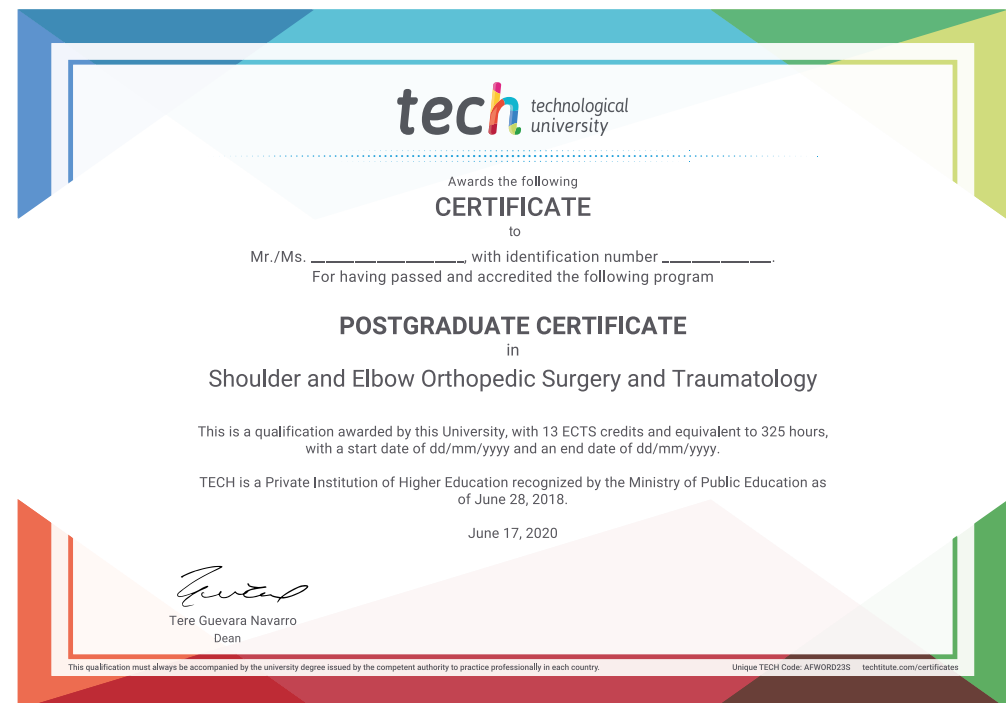 tech technological
university
Awards the following
CERTIFICATE
to
Mr./Ms. _________________, with identification number ____________.
For having passed and accredited the following program
POSTGRADUATE CERTIFICATE
in
Shoulder and Elbow Orthopedic Surgery and Traumatology
This is a qualification awarded by this University, with 13 ECTS credits and equivalent to 325 hours,
with a start date of dd/mm/yyyy and an end date of dd/mm/yyyy.
TECH is a Private Institution of Higher Education recognized by the Ministry of Public Education as
of June 28, 2018.
June 17, 2020
Tere Guevara Navarro
Dean
This qualification must always be accompanied by the university degree issued by the competent authority to practice professionally in each country.
Unique TECH Code: AFWORD23S techtitute.com/certificates